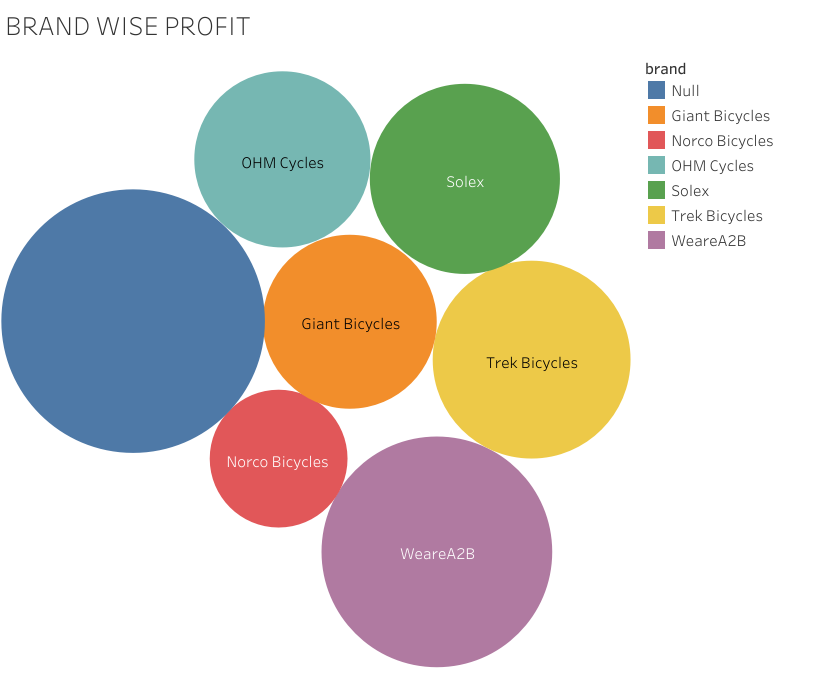 BRAND WISE PROFIT
brand
Null
Giant Bicycles
Norco Bicycles
OHM Cycles
Solex
Trek Bicycles
WeareA2B
OHM Cycles
Solex
Giant Bicycles
Trek Bicycles
Norco Bicycles
WeareA2B